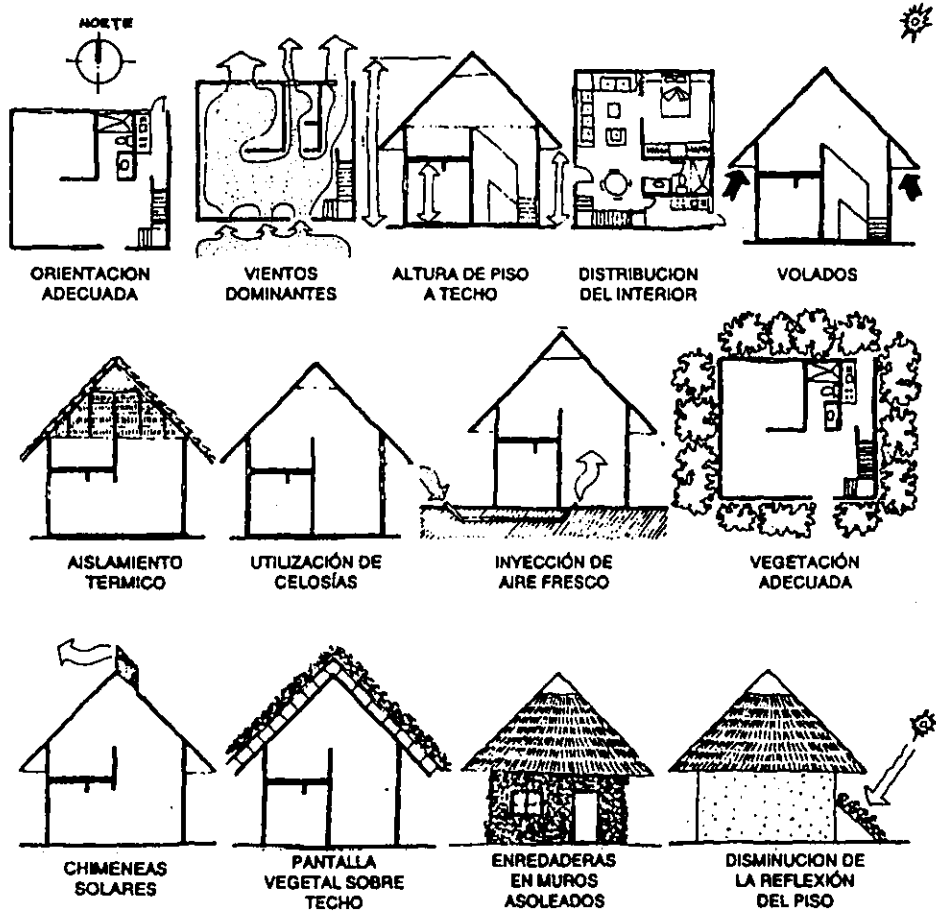 NORTE
ORIENTACION
ADECUADA
VIENTOS
DOMINANTES
ALTURA DE PISO
A TECHO
DISTRIBUCION
DEL INTERIOR
VOLADOS
AISLAMIENTO
TERMICO
UTILIZACIÓN DE
CELOSÍAS
INYECCIÓN DE
AIRE FRESCO
VEGETACIÓN
ADECUADA
CHIMENEAS
SOLARES
PANTALLA
VEGETAL SOBRE
TECHO
ENREDADERAS
EN MUROS
ASOLEADOS
DISMINUCION DE
LA REFLEXIÓN
DEL PISO